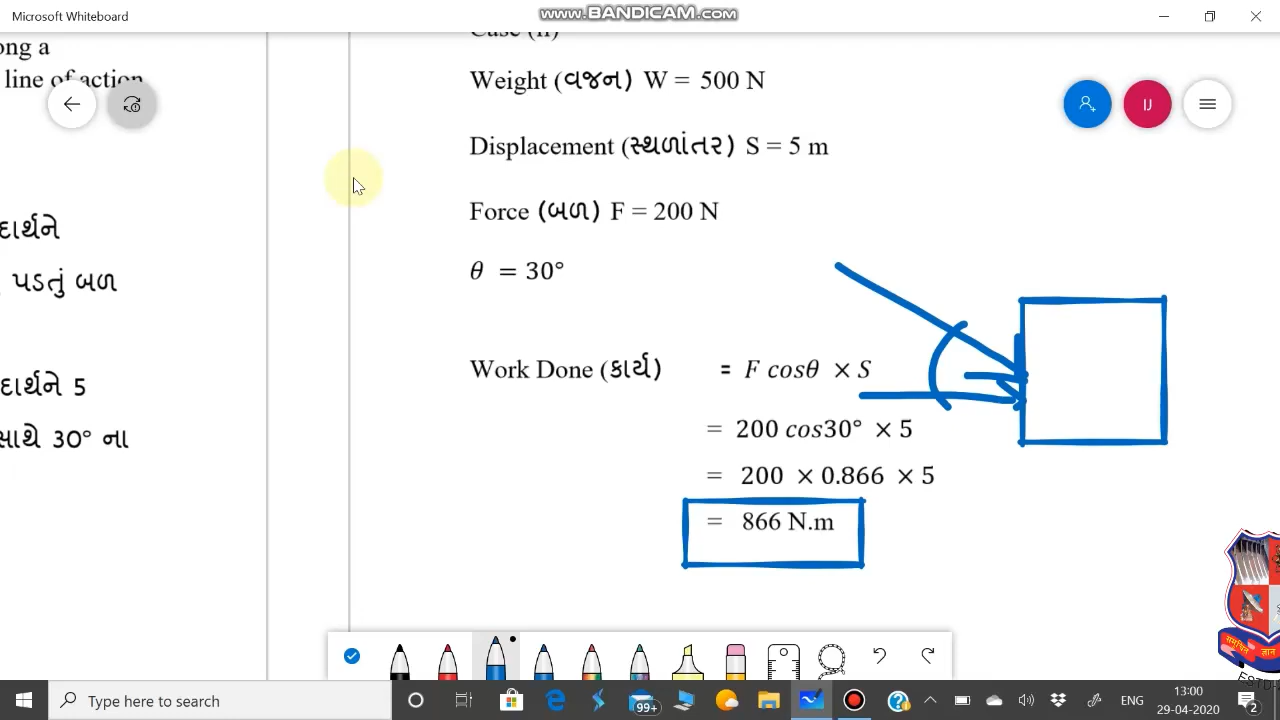 Microsoft Whiteboard
www.BANDICAM.com
ong a
line of action
દાર્થને
પડતું બળ
દાર્થને 5
સાથે 30° ના
Case (ii)
Weight (વજન) W = 500 N
Displacement (સ્થળાંતર) S = 5 m
Force (બળ) F = 200 N
θ = 30°
Work Done (કાર્ય) = F cosθ × S
= 200 cos30° × 5
= 200 × 0.866 × 5
= 866 N.m
IJ
Type here to search
99+
ENG
13:00
29-04-2020
2